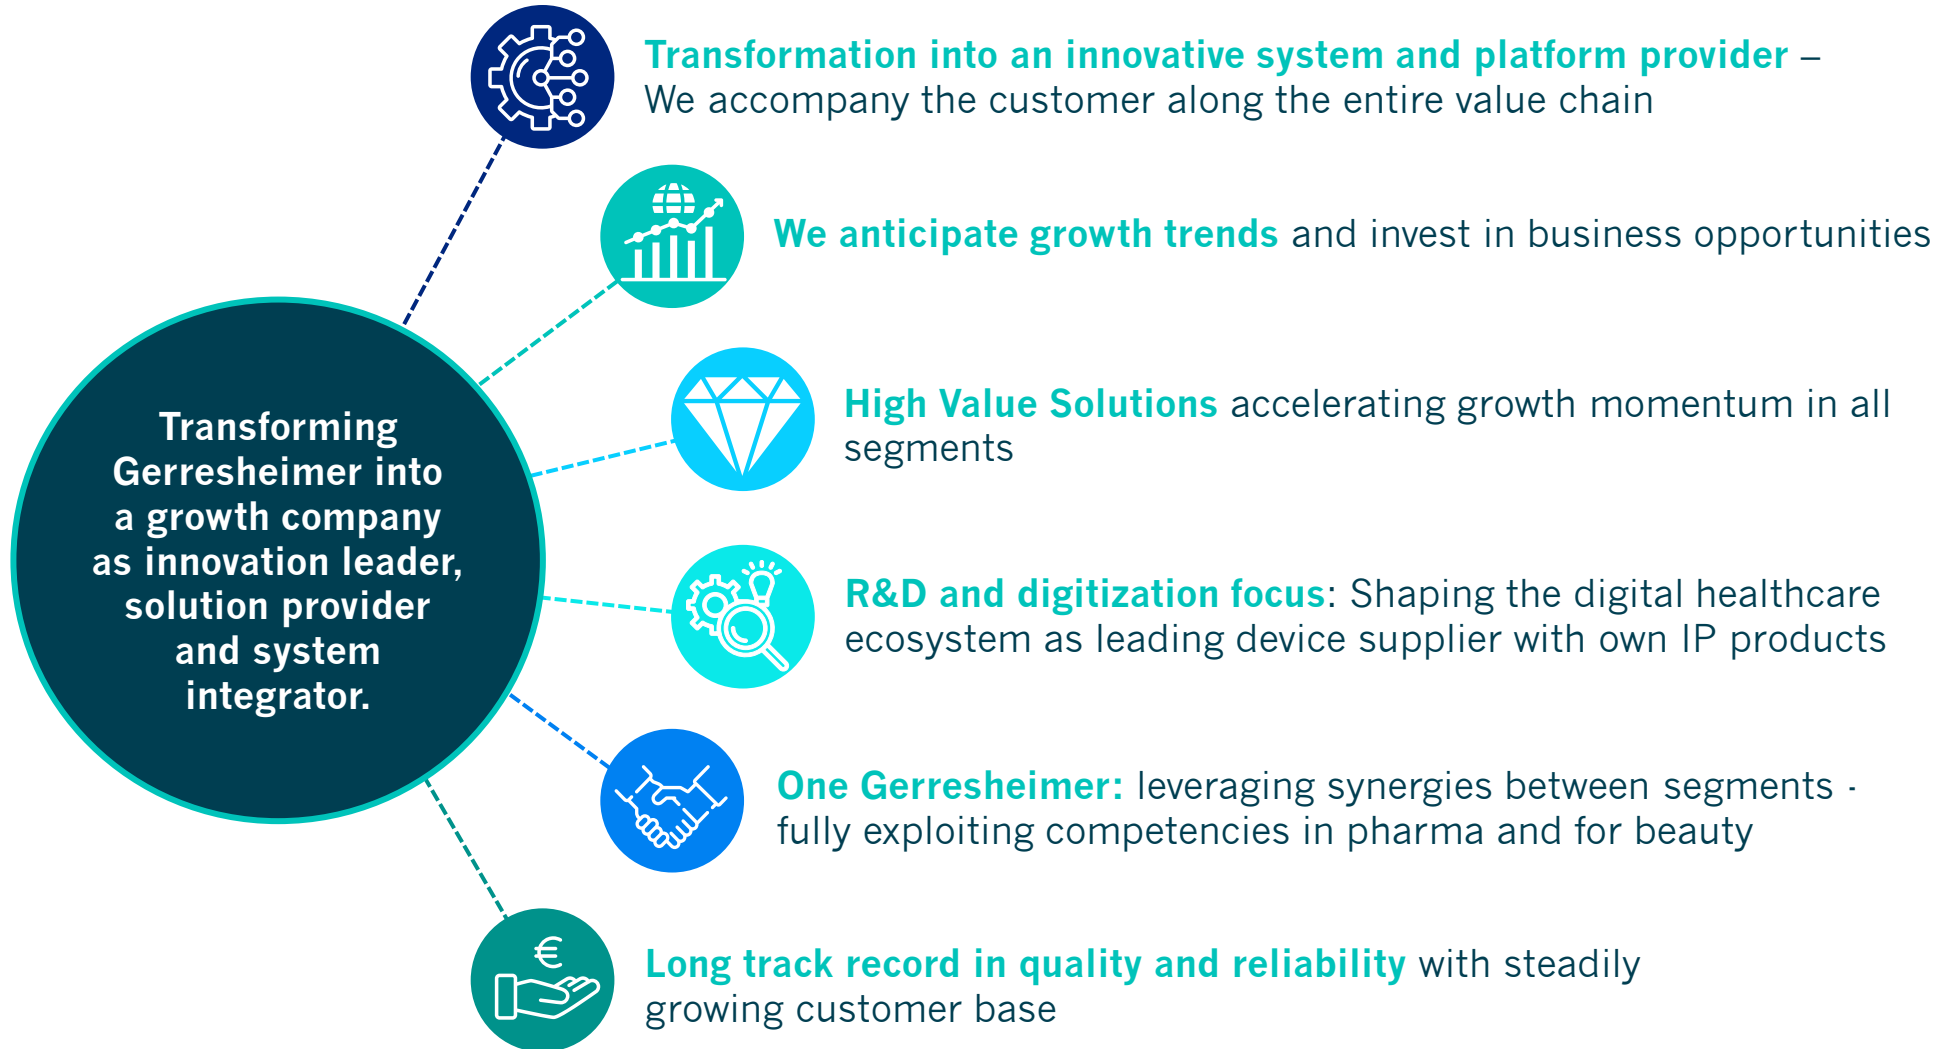 Transforming
Gerresheimer into
a growth company
as innovation leader,
solution provider
and system
integrator.
Transformation into an innovative system and platform provider –
We accompany the customer along the entire value chain
We anticipate growth trends and invest in business opportunities
High Value Solutions accelerating growth momentum in all
segments
R&D and digitization focus: Shaping the digital healthcare
ecosystem as leading device supplier with own IP products
One Gerresheimer: leveraging synergies between segments -
fully exploiting competencies in pharma and for beauty
€
Long track record in quality and reliability with steadily
growing customer base